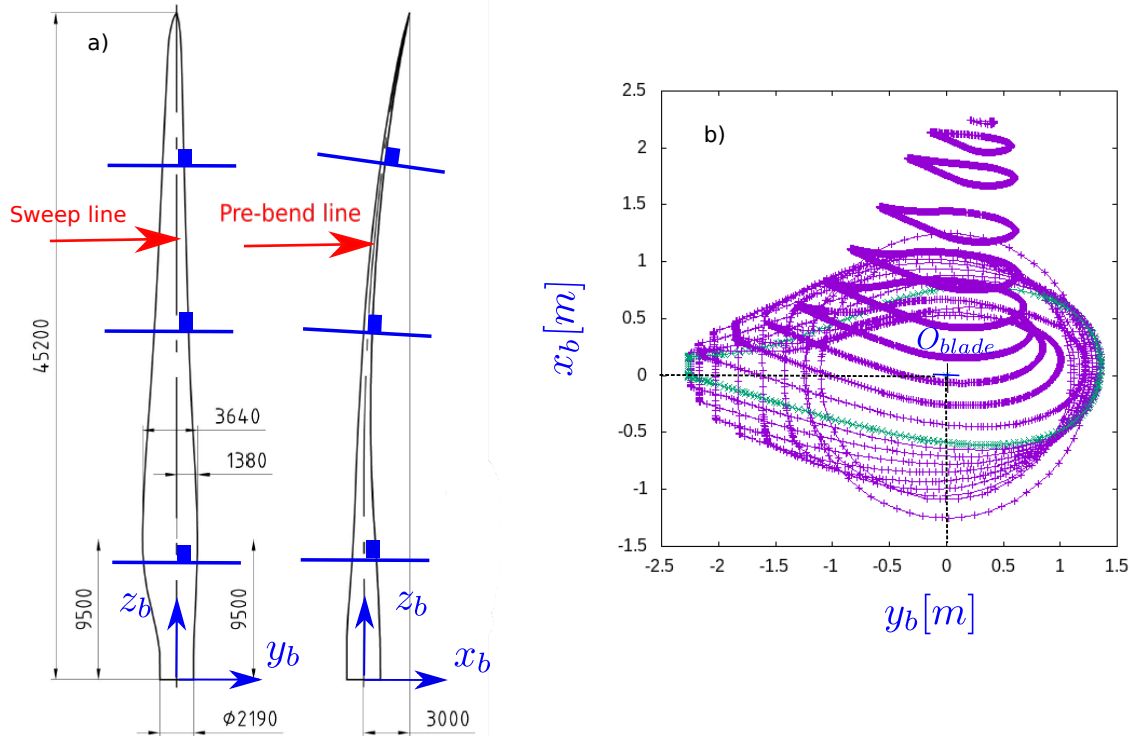 a)
Sweep line
Pre-bend line
45200
3640
1380
9500
9500
z_b
z_b
y_b
x_b
ϕ2190
3000
b)
2.5
2
1.5
1
0.5
0
-0.5
-1
-1.5
-2.5
-2
-1.5
-1
-0.5
0
0.5
1
1.5
O_{blade}
x_b[m]
y_b[m]